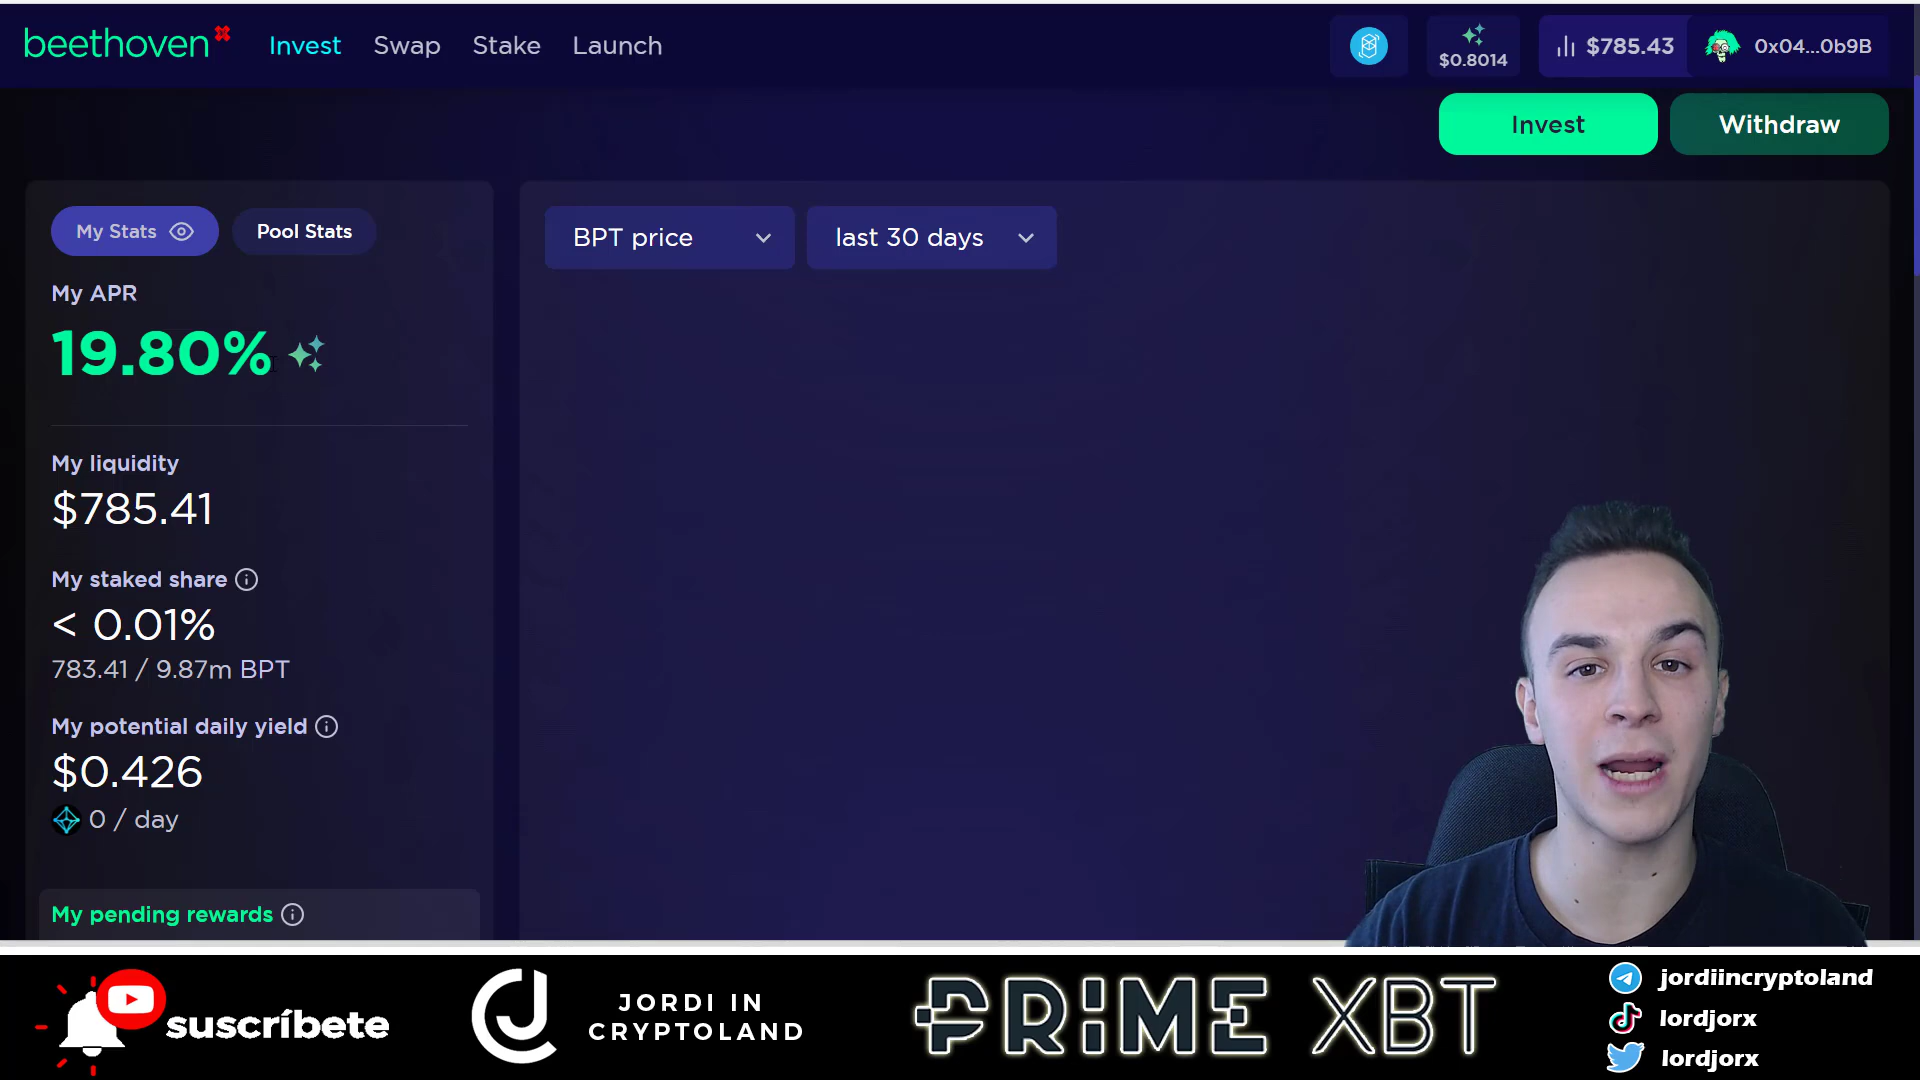 beethoven
Invest
Swap
Stake
Launch
$0.8014
$785.43
0x04...0b9B
Invest
Withdraw
My Stats
Pool Stats
BPT price
last 30 days
My APR
19.80%
My liquidity
$785.41
My staked share
< 0.01%
783.41 / 9.87m BPT
My potential daily yield
$0.426
0 / day
My pending rewards
suscríbete
JORDI IN
CRYPTOLAND
PRIME XBT
jordiincryptoland
lordjorx
lordjorx